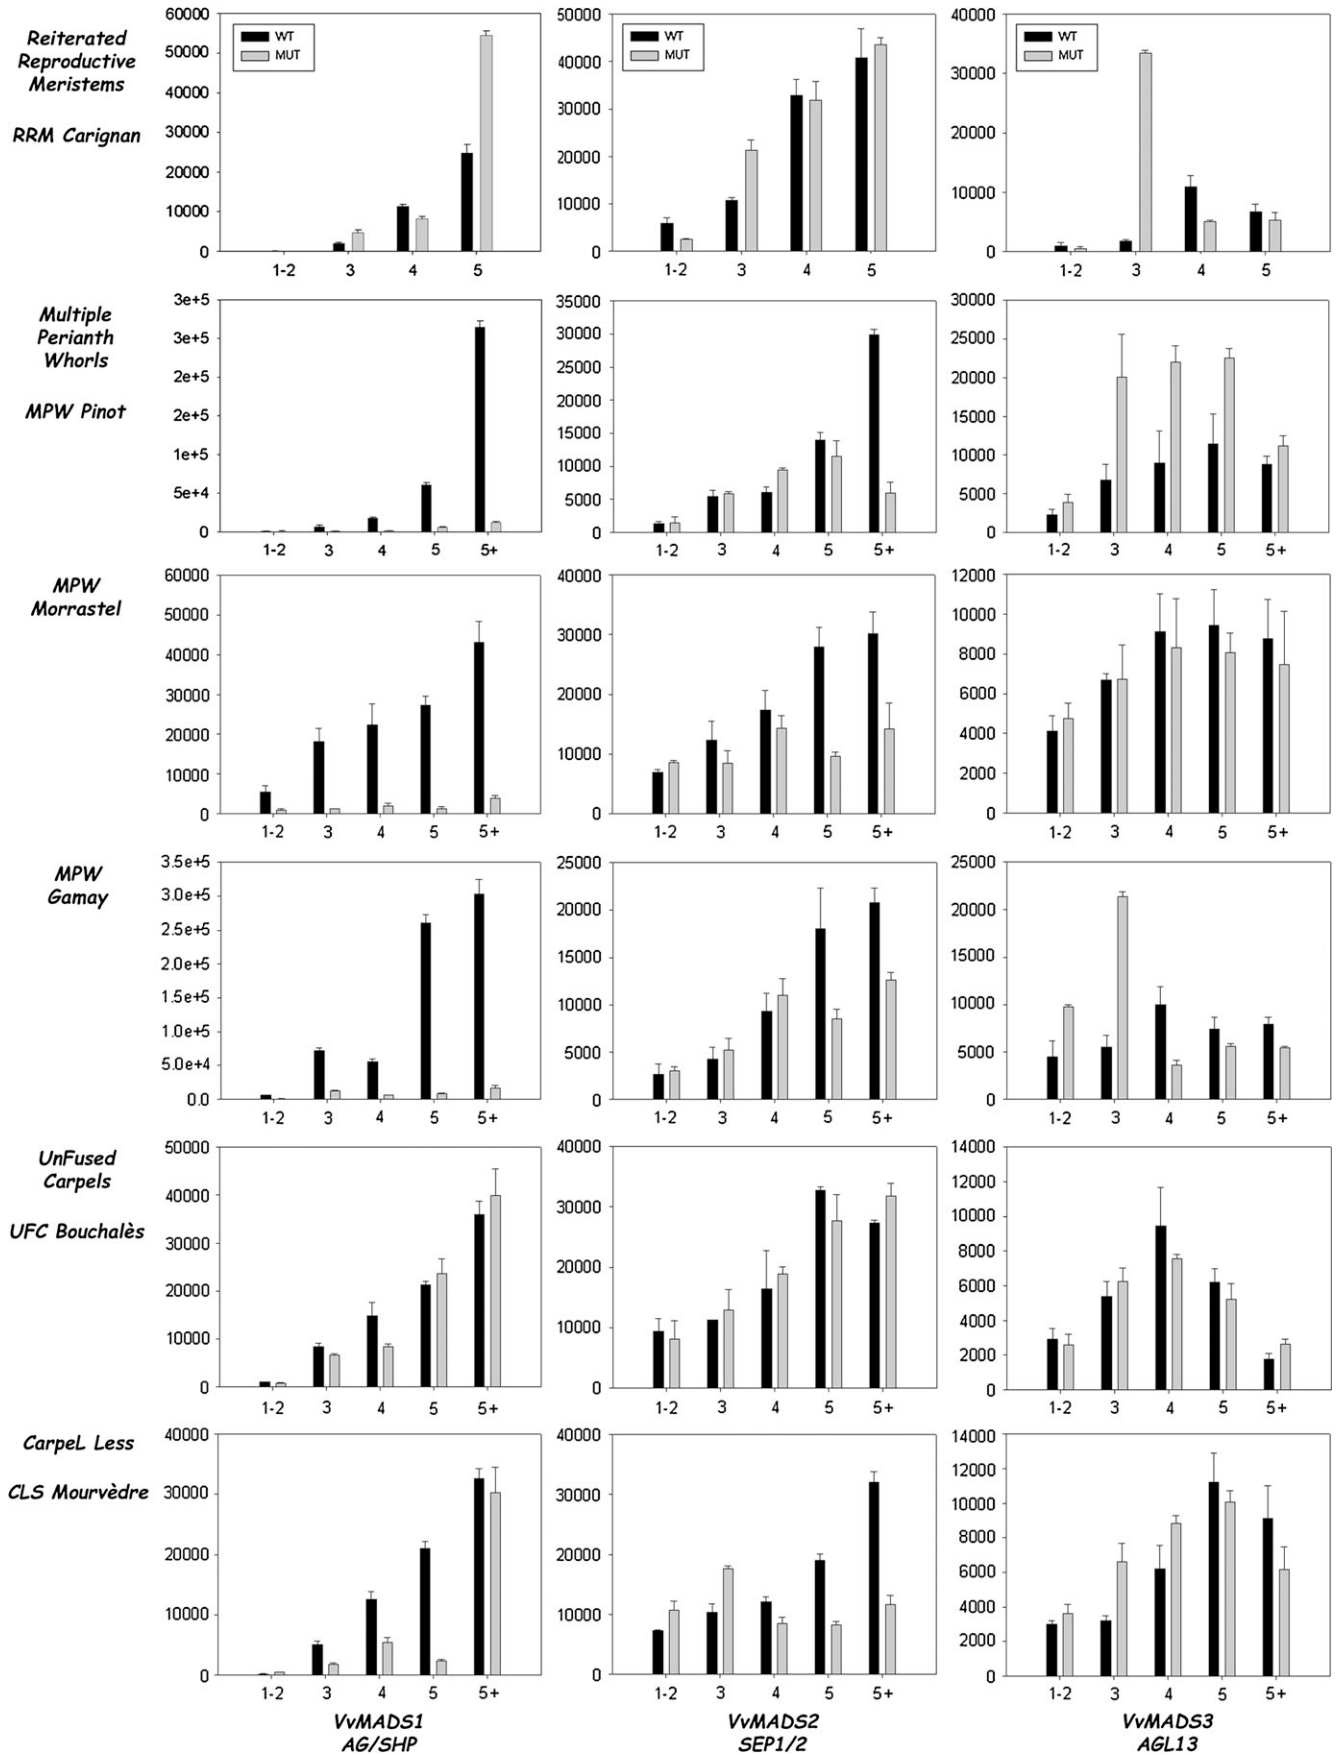 Reiterated
Reproductive
Meristems
RRM Carignan
60000
50000
40000
30000
20000
10000
0
WT
MUT
1-2 3 4 5
50000
40000
30000
20000
10000
0
WT
MUT
1-2 3 4 5
40000
30000
20000
10000
0
WT
MUT
1-2 3 4 5
Multiple
Perianth
Whorls
MPW Pinot
3e+5
3e+5
2e+5
2e+5
1e+5
5e+4
0
1-2 3 4 5 5+
35000
30000
25000
20000
15000
10000
5000
0
1-2 3 4 5 5+
30000
25000
20000
15000
10000
5000
0
1-2 3 4 5 5+
MPW
Morrastel
60000
50000
40000
30000
20000
10000
0
1-2 3 4 5 5+
40000
30000
20000
10000
0
1-2 3 4 5 5+
12000
10000
8000
6000
4000
2000
0
1-2 3 4 5 5+
MPW
Gamay
3.5e+5
3.0e+5
2.5e+5
2.0e+5
1.5e+5
1.0e+5
5.0e+4
0.0
1-2 3 4 5 5+
25000
20000
15000
10000
5000
0
1-2 3 4 5 5+
25000
20000
15000
10000
5000
0
1-2 3 4 5 5+
UnFused
Carpels
UFC Bouchalès
50000
40000
30000
20000
10000
0
1-2 3 4 5 5+
40000
30000
20000
10000
0
1-2 3 4 5 5+
14000
12000
10000
8000
6000
4000
2000
0
1-2 3 4 5 5+
CarpeL Less
CLS Mourvèdre
40000
30000
20000
10000
0
1-2 3 4 5 5+
40000
30000
20000
10000
0
1-2 3 4 5 5+
14000
12000
10000
8000
6000
4000
2000
0
1-2 3 4 5 5+
VvMADS1
AG/SHP
VvMADS2
SEP1/2
VvMADS3
AGL13